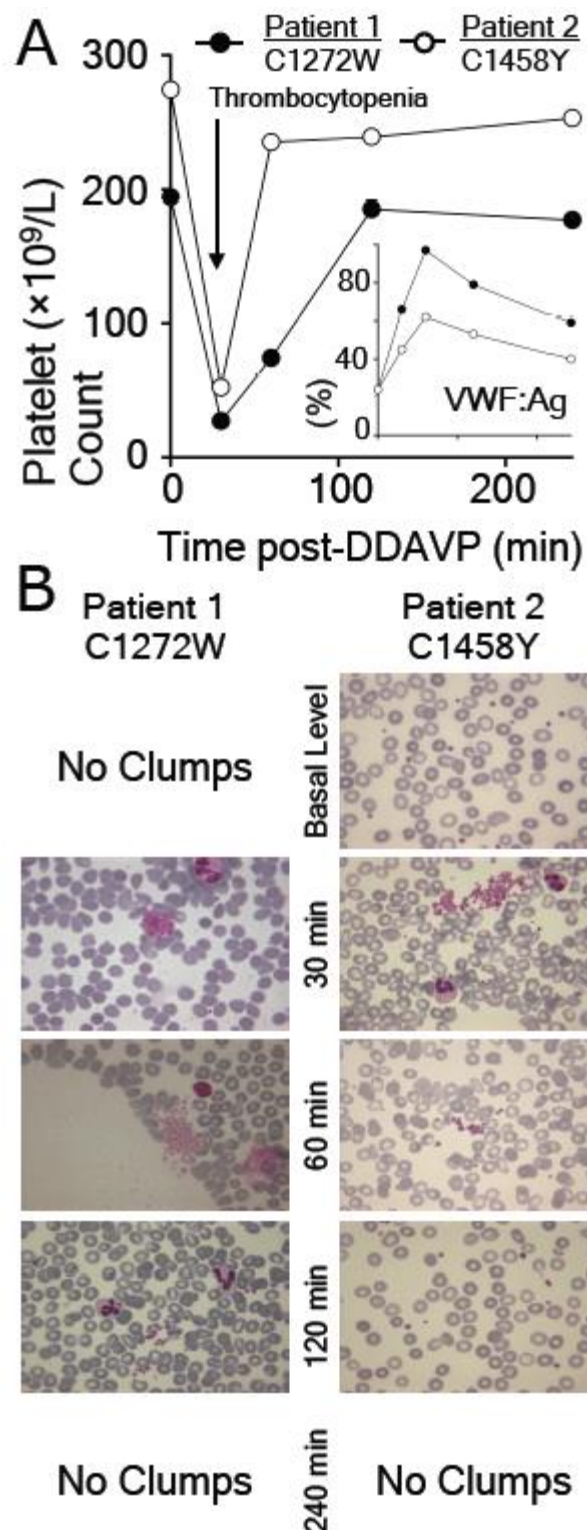 A
Patient 1
C1272W
Patient 2
C1458Y
Thrombocytopenia
Platelet (×10⁹/L)
Count
300
200
100
0
80
40
0
(%)
VWF:Ag
0
100
200
Time post-DDAVP (min)
B
Patient 1
C1272W
Patient 2
C1458Y
No Clumps
Basal Level
30 min
60 min
120 min
240 min
No Clumps
No Clumps